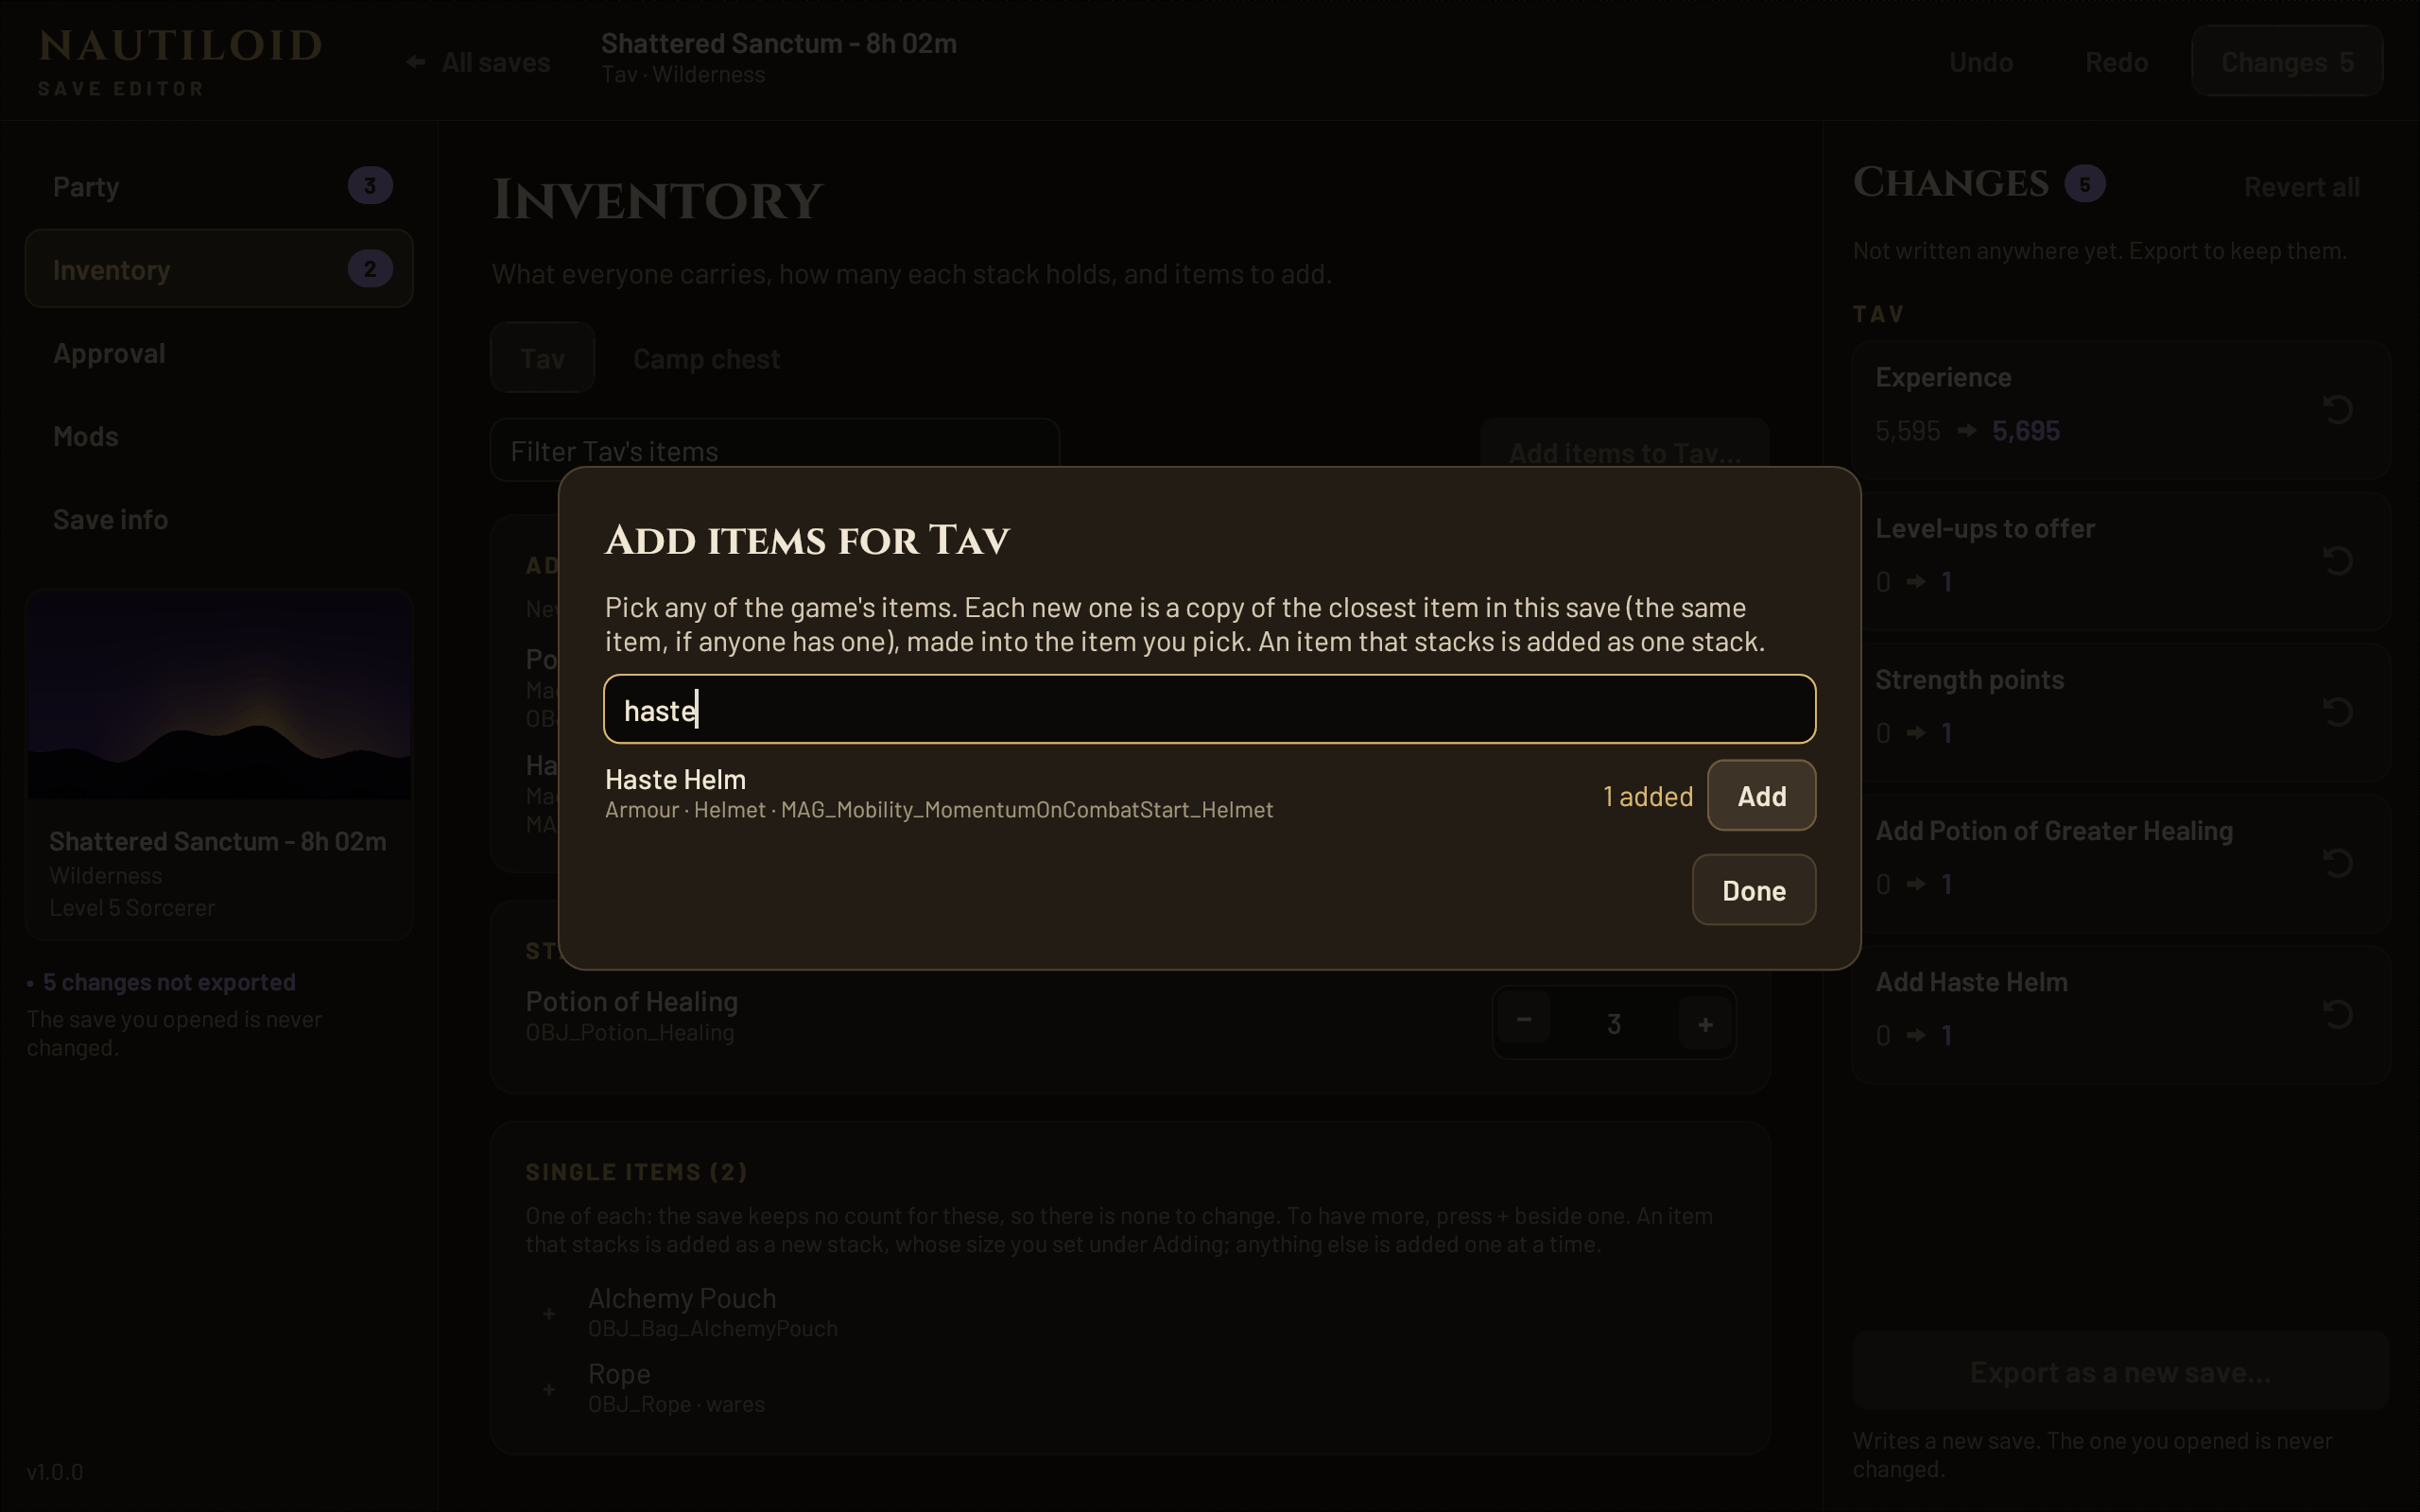 NAUTILOID
SAVE EDITOR
All saves
Shattered Sanctum - 8h 02m
Tav · Wilderness
Undo
Redo
Changes 5
Party
3
Inventory
2
Approval
Mods
Save info
Shattered Sanctum - 8h 02m
Wilderness
Level 5 Sorcerer
• 5 changes not exported
The save you opened is never
changed.
v1.0.0
INVENTORY
What everyone carries, how many each stack holds, and items to add.
Tav
Camp chest
Filter Tav's items
Add items to Tav...
ADD ITEMS FOR TAV
Pick any of the game's items. Each new one is a copy of the closest item in this save (the same
item, if anyone has one), made into the item you pick. An item that stacks is added as one stack.
haste
Haste Helm
Armour · Helmet · MAG_Mobility_MomentumOnCombatStart_Helmet
1 added
Add
Done
Potion of Healing
OBJ_Potion_Healing
3
SINGLE ITEMS (2)
One of each: the save keeps no count for these, so there is none to change. To have more, press + beside one. An item
that stacks is added as a new stack, whose size you set under Adding; anything else is added one at a time.
+ Alchemy Pouch
OBJ_Bag_AlchemyPouch
+ Rope
OBJ_Rope · wares
CHANGES 5
Revert all
Not written anywhere yet. Export to keep them.
TAV
Experience
5,595 → 5,695
Level-ups to offer
0 → 1
Strength points
0 → 1
Add Potion of Greater Healing
0 → 1
Add Haste Helm
0 → 1
Export as a new save...
Writes a new save. The one you opened is never
changed.